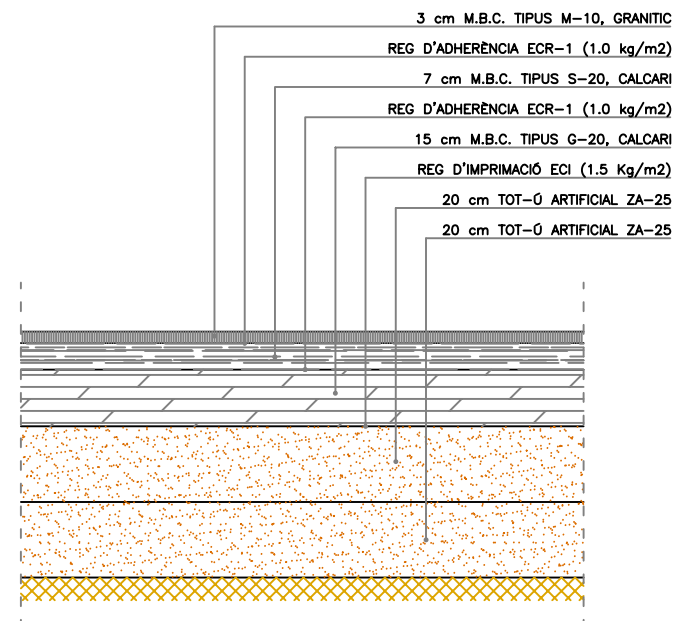 3 cm M.B.C. TIPUS M-10, GRANITIC
REG D'ADHERÈNCIA ECR-1 (1.0 kg/m2)
7 cm M.B.C. TIPUS S-20, CALCARI
REG D'ADHERÈNCIA ECR-1 (1.0 kg/m2)
15 cm M.B.C. TIPUS G-20, CALCARI
REG D'IMPRIMACIÓ ECI (1.5 Kg/m2)
20 cm TOT-Ú ARTIFICIAL ZA-25
20 cm TOT-Ú ARTIFICIAL ZA-25